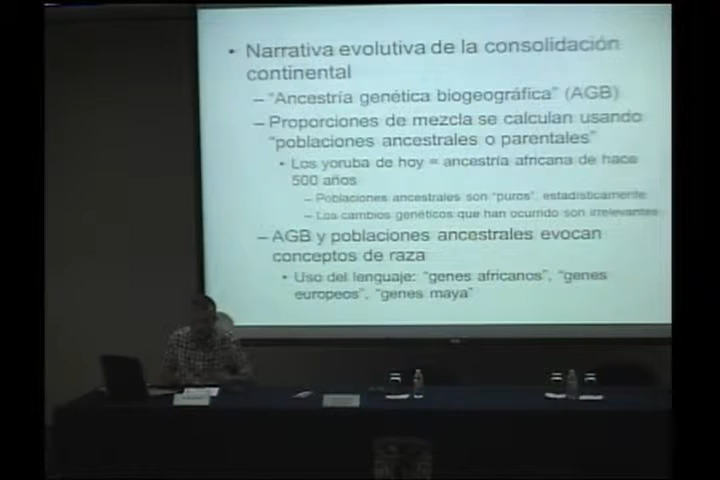 • Narrativa evolutiva de la consolidación
continental
– “Ancestría genética biogeográfica” (AGB)
– Proporciones de mezcla se calculan usando
“poblaciones ancestrales o parentales”
• Los yoruba de hoy = ancestría africana de hace
500 años
– Poblaciones ancestrales son “puros”, estadísticamente
– Los cambios genéticos que han ocurrido son irrelevantes
– AGB y poblaciones ancestrales evocan
conceptos de raza
• Uso del lenguaje: “genes africanos”, “genes
europeos”, “genes maya”